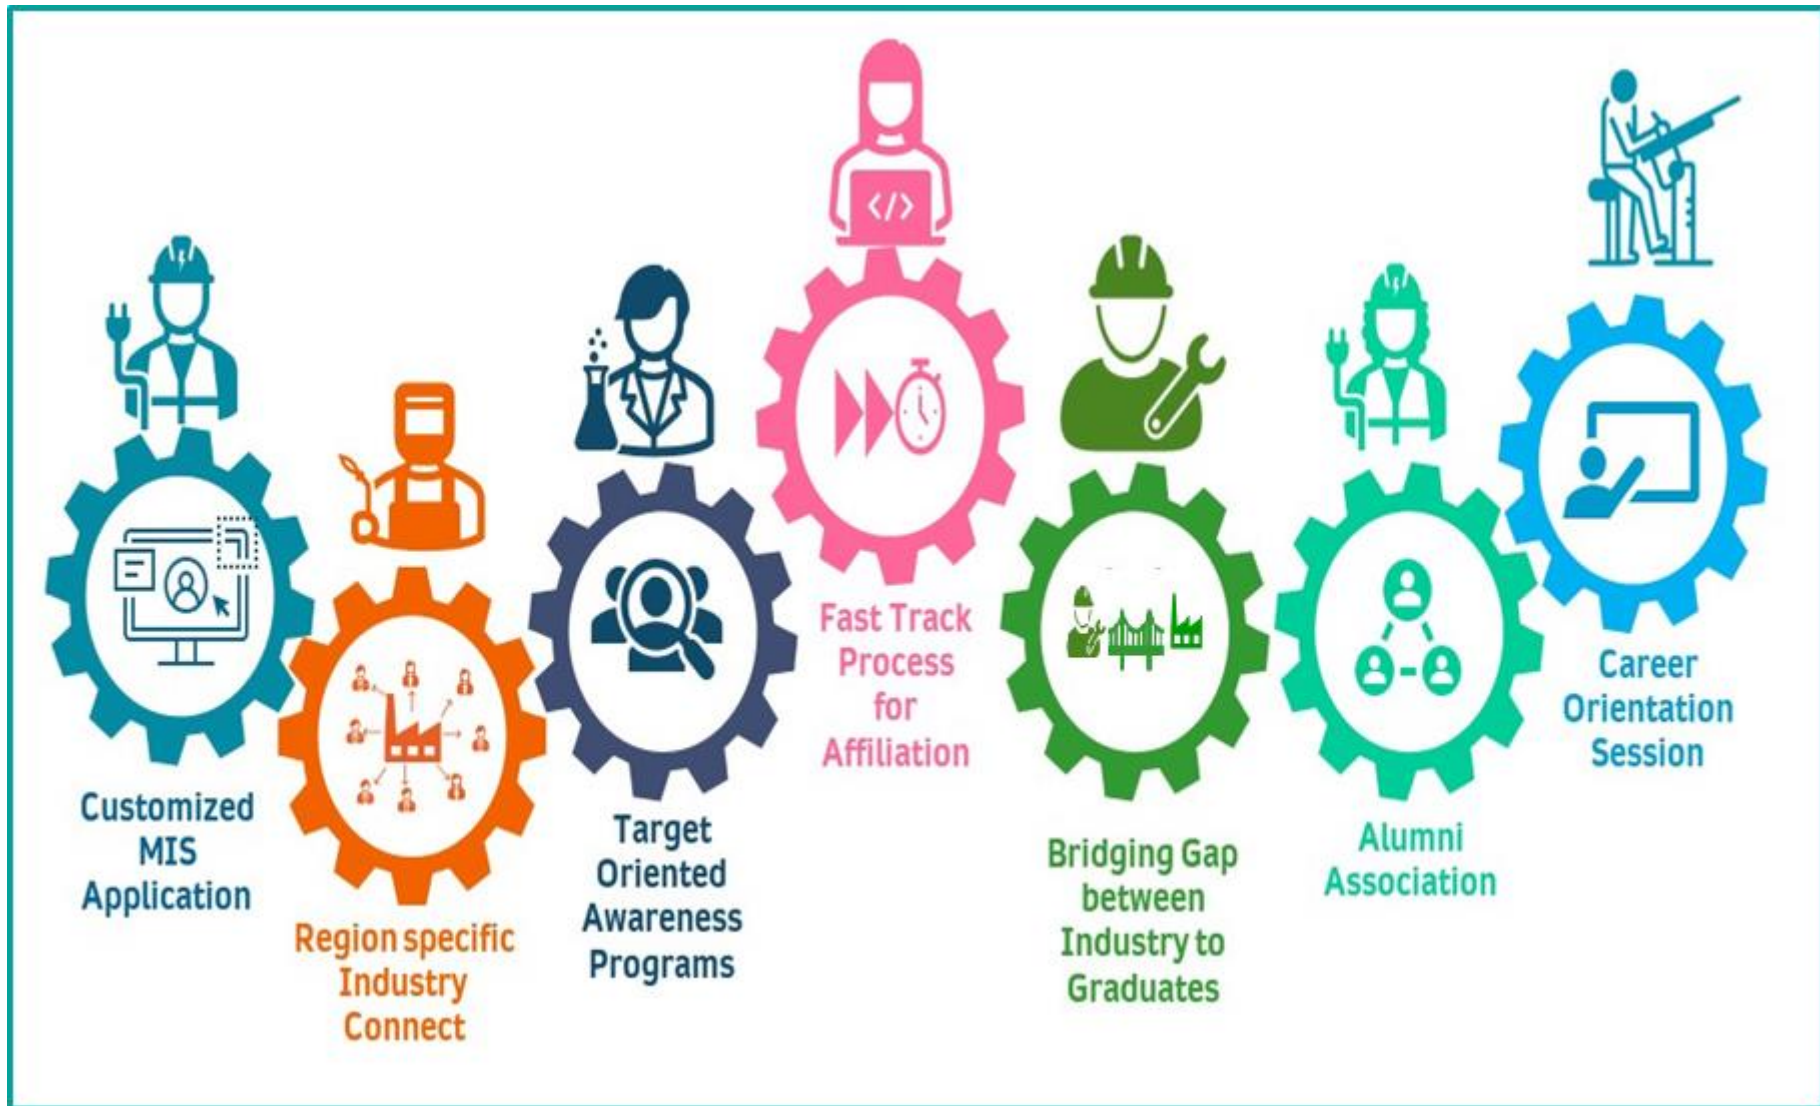 </>
Customized
MIS
Application
Region specific
Industry
Connect
Target
Oriented
Awareness
Programs
Fast Track
Process
for
Affiliation
Bridging Gap
between
Industry to
Graduates
Alumni
Association
Career
Orientation
Session